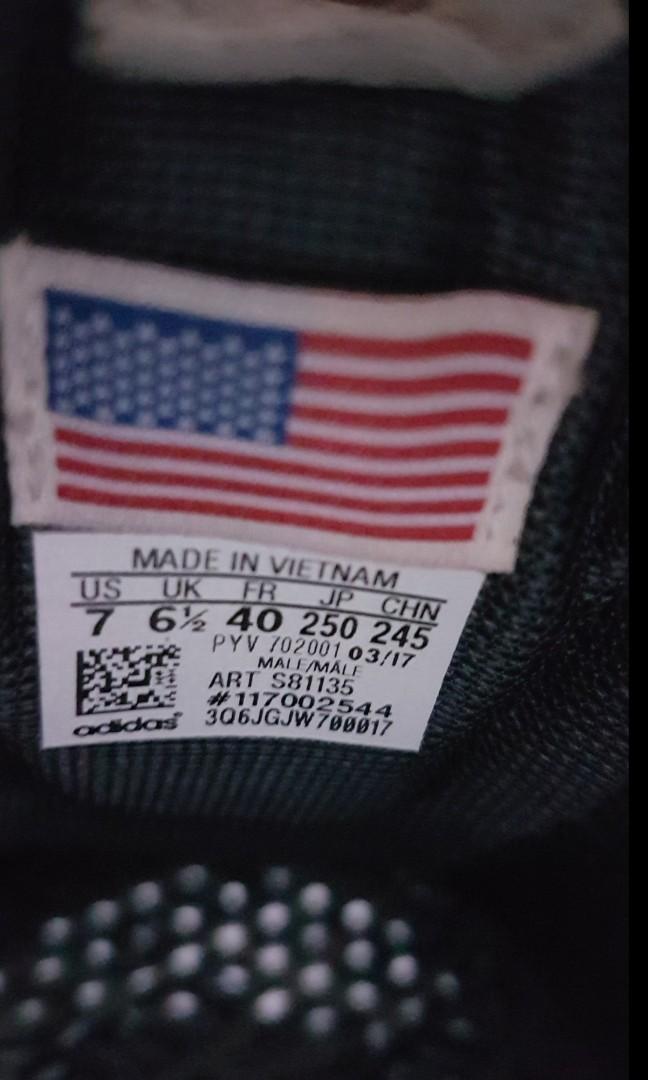 MADE IN VIETNAM
US UK FR JP CHN
7 6½ 40 250 245
PYV 702001 03/17
MALE/MÂLE
ART S81135
#117002544
adidas 3Q6JGJW700017